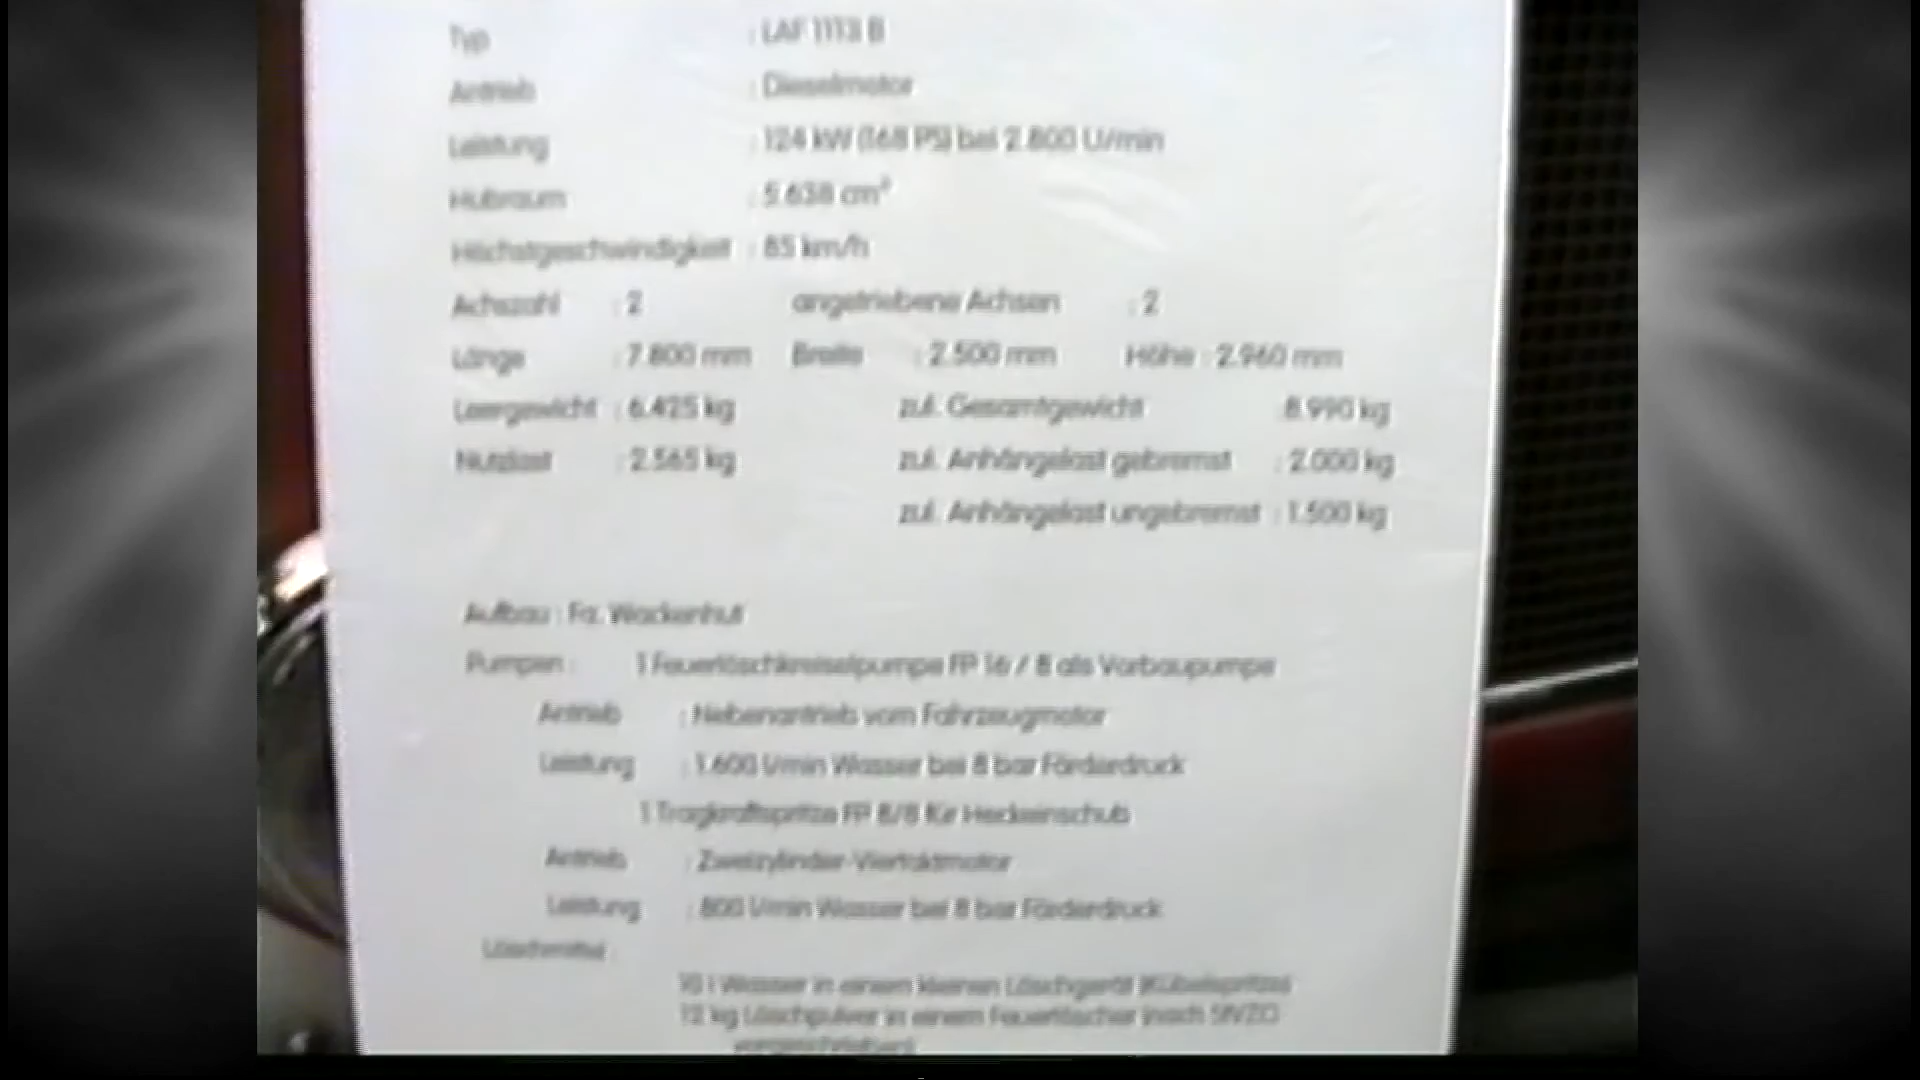 Typ : LAF 1113 B
Antrieb : Dieselmotor
Leistung : 124 kW (168 PS) bei 2.800 U/min
Hubraum : 5.638 cm³
Höchstgeschwindigkeit : 85 km/h
Achszahl : 2 angetriebene Achsen : 2
Länge : 7.800 mm Breite : 2.500 mm Höhe : 2.960 mm
Leergewicht : 6.425 kg zul. Gesamtgewicht : 8.990 kg
Nutzlast : 2.565 kg zul. Anhängelast gebremst : 2.000 kg
zul. Anhängelast ungebremst : 1.500 kg
Aufbau : Fa. Wackenhut
Pumpen : 1 Feuerlöschkreiselpumpe FP 16 / 8 als Vorbaupumpe
Antrieb : Nebenantrieb vom Fahrzeugmotor
Leistung : 1.600 l/min Wasser bei 8 bar Förderdruck
1 Tragkraftspritze FP 8/8 für Heckeinschub
Antrieb : Zweizylinder-Viertaktmotor
Leistung : 800 l/min Wasser bei 8 bar Förderdruck
Löschmittel :
10 l Wasser in einem kleinen Löschgerät (Kübelspritze)
12 kg Löschpulver in einem Feuerlöscher (nach StVZO
vorgeschrieben)